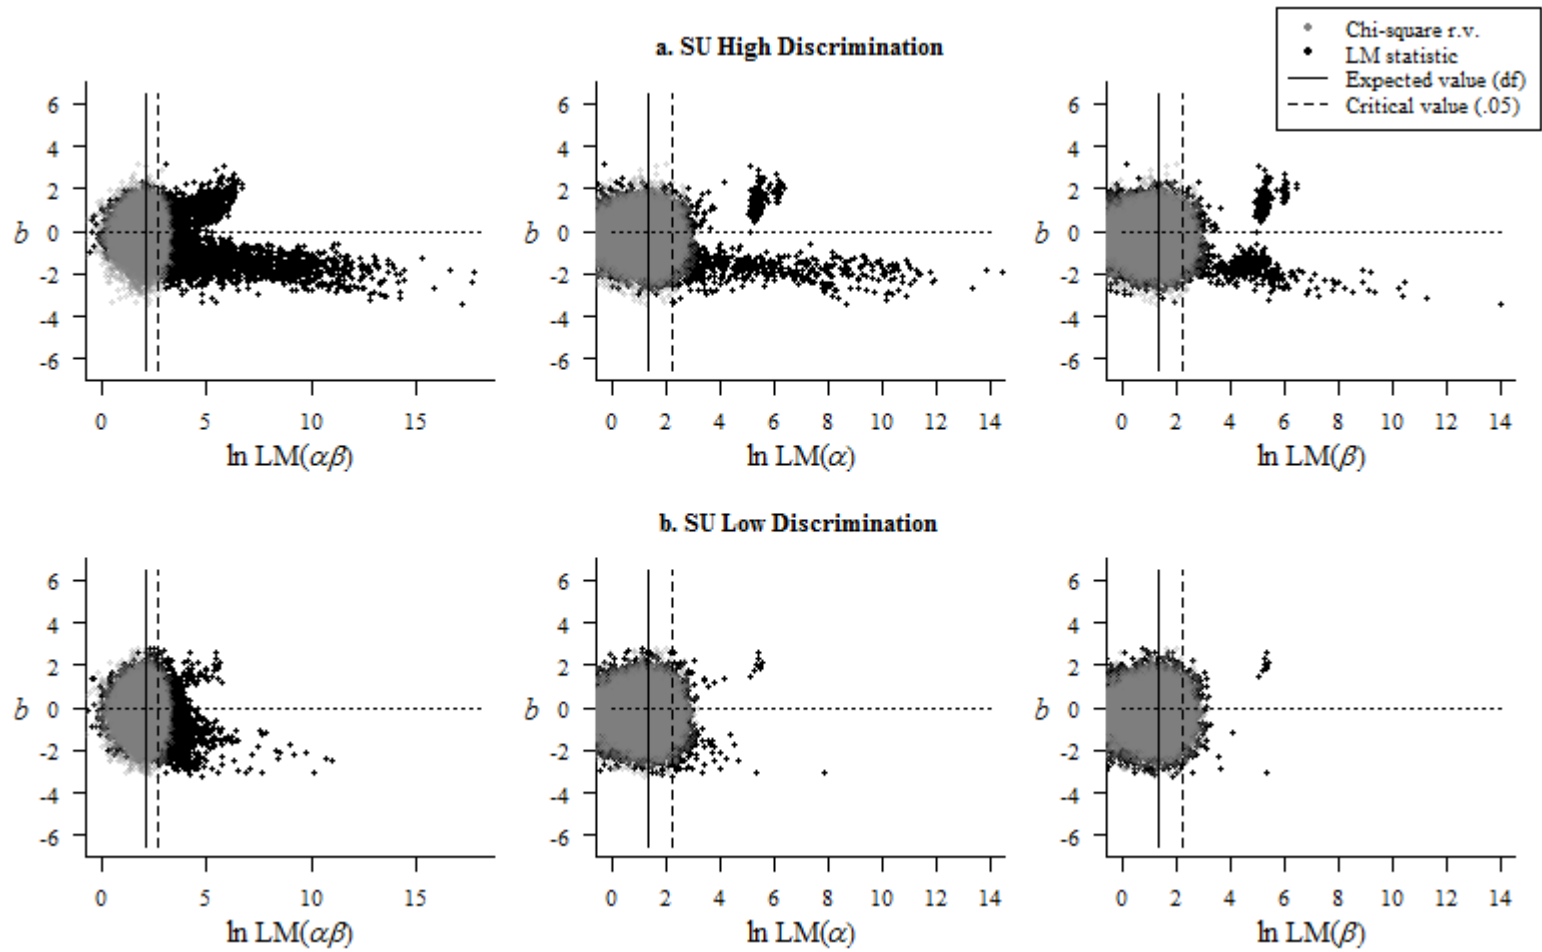 Chi-square r.v.
LM statistic
Expected value (df)
Critical value (.05)
a. SU High Discrimination
6
4
2
b 0
-2
-4
-6
0 5 10 15
ln LM(αβ)
6
4
2
b 0
-2
-4
-6
0 2 4 6 8 10 12 14
ln LM(α)
6
4
2
b 0
-2
-4
-6
0 2 4 6 8 10 12 14
ln LM(β)
b. SU Low Discrimination
6
4
2
b 0
-2
-4
-6
0 5 10 15
ln LM(αβ)
6
4
2
b 0
-2
-4
-6
0 2 4 6 8 10 12 14
ln LM(α)
6
4
2
b 0
-2
-4
-6
0 2 4 6 8 10 12 14
ln LM(β)